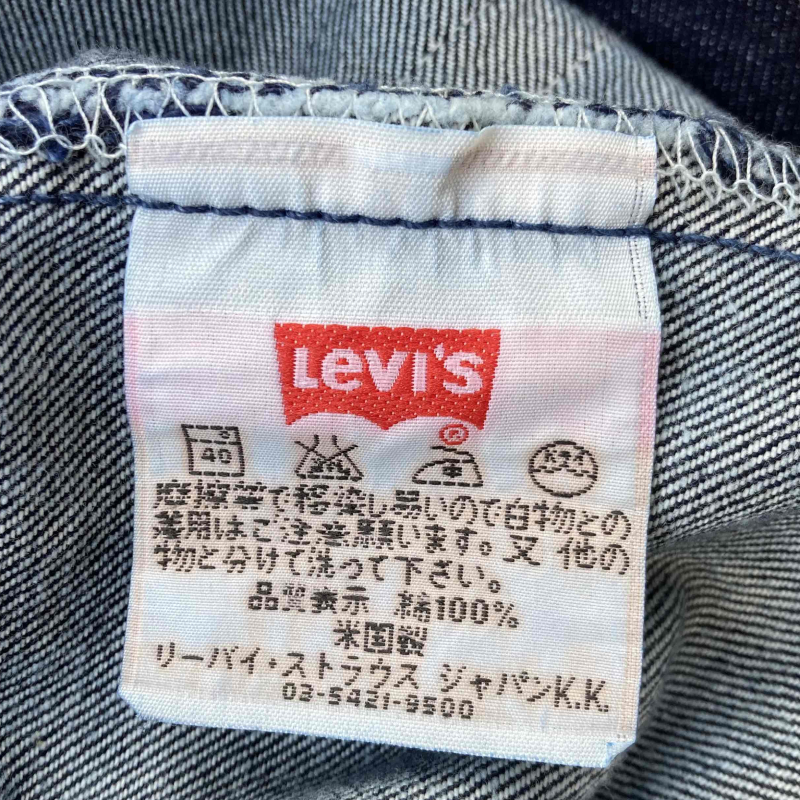 LEVI'S
®
40
中
摩擦等で移染し易いので白物との
着用はご注意願います。又 他の
物と分けて洗って下さい。
品質表示 綿100%
米国製
リーバイ・ストラウス ジャパンK.K.
03-5421-9500